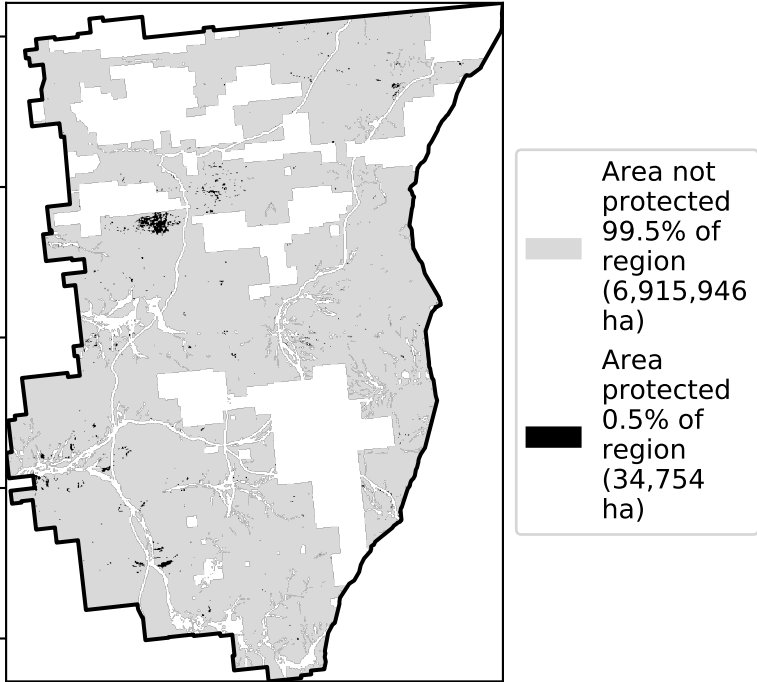 Area not
protected
99.5% of
region
(6,915,946
ha)
Area
protected
0.5% of
region
(34,754
ha)